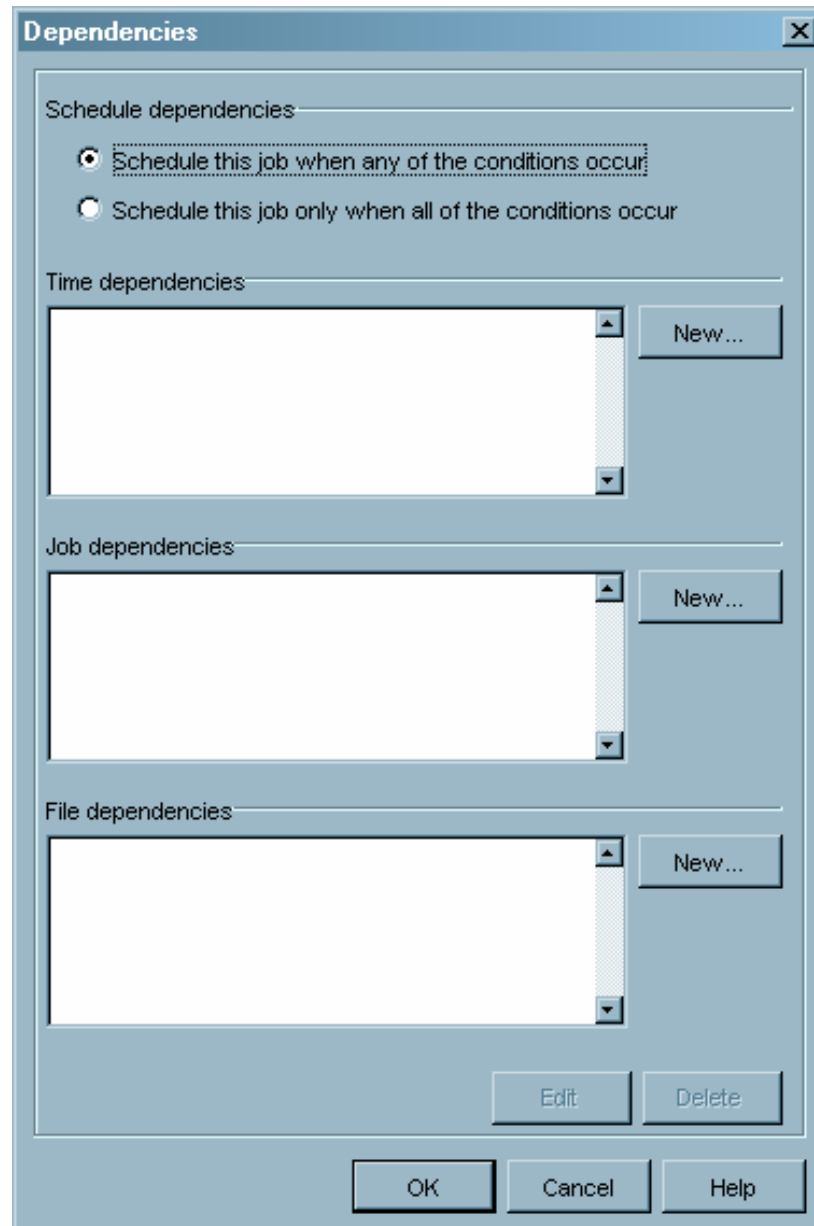 Dependencies
Schedule dependencies
Schedule this job when any of the conditions occur
Schedule this job only when all of the conditions occur
Time dependencies
New...
Job dependencies
New...
File dependencies
New...
Edit Delete
OK Cancel Help